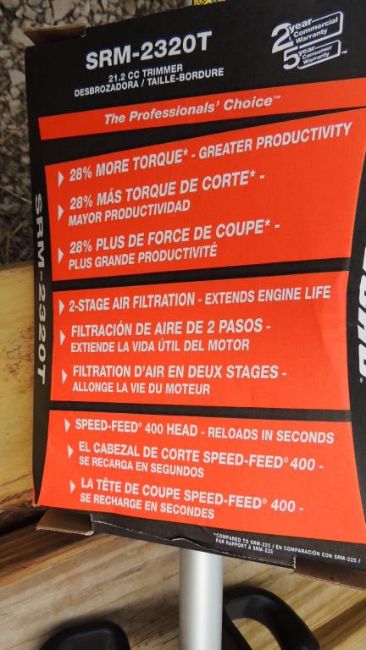 SRM-2320T
21.2 CC TRIMMER
DESBROZADORA / TAILLE-BORDURE
2 year Commercial Warranty
5 year Consumer Warranty
The Professionals' Choice™
28% MORE TORQUE* - GREATER PRODUCTIVITY
28% MÁS TORQUE DE CORTE* -
MAYOR PRODUCTIVIDAD
28% PLUS DE FORCE DE COUPE* -
PLUS GRANDE PRODUCTIVITÉ
SRM-2320T
2-STAGE AIR FILTRATION - EXTENDS ENGINE LIFE
FILTRACIÓN DE AIRE DE 2 PASOS -
EXTIENDE LA VIDA ÚTIL DEL MOTOR
FILTRATION D'AIR EN DEUX STAGES -
ALLONGE LA VIE DU MOTEUR
SPEED-FEED® 400 HEAD - RELOADS IN SECONDS
EL CABEZAL DE CORTE SPEED-FEED® 400 -
SE RECARGA EN SEGUNDOS
LA TÊTE DE COUPE SPEED-FEED® 400 -
SE RECHARGE EN SECONDES
*COMPARED TO SRM-225 / EN COMPARACIÓN CON SRM-225 /
PAR RAPPORT À SRM-225